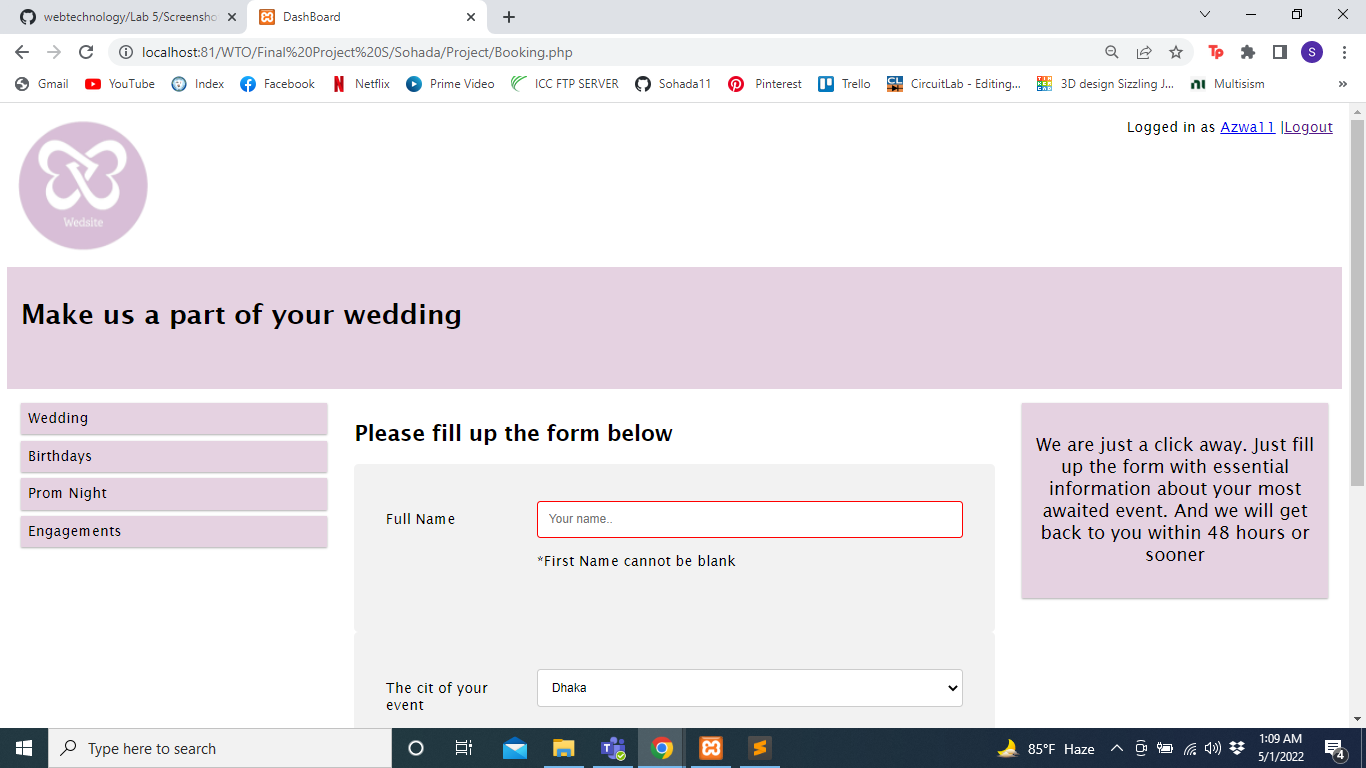 webtechnology/Lab 5/Screensho
DashBoard
localhost:81/WTO/Final%20Project%20S/Sohada/Project/Booking.php
Tp
S
Gmail
YouTube
Index
Facebook
Netflix
Prime Video
ICC FTP SERVER
Sohada11
Pinterest
Trello
CircuitLab - Editing...
3D design Sizzling J...
Multisism
»
Logged in as Azwa11 |Logout
Wedsite
Make us a part of your wedding
Wedding
Birthdays
Prom Night
Engagements
Please fill up the form below
Full Name
Your name..
*First Name cannot be blank
The cit of your
event
Dhaka
We are just a click away. Just fill
up the form with essential
information about your most
awaited event. And we will get
back to you within 48 hours or
sooner
Type here to search
85°F Haze
1:09 AM
5/1/2022
4